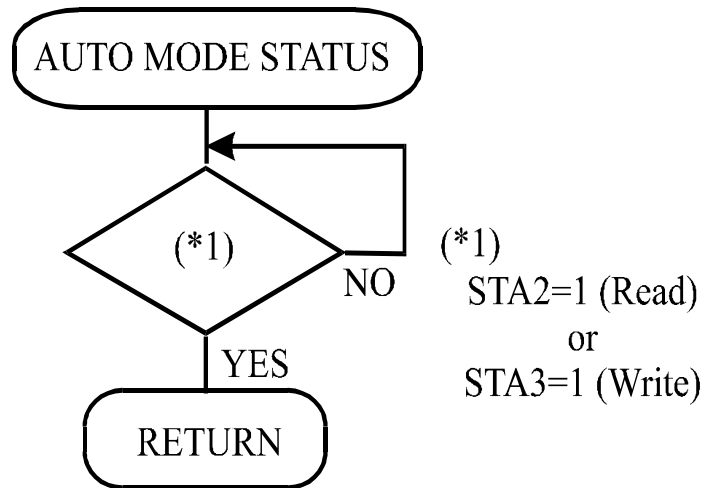 AUTO MODE STATUS
(*1)
NO
(*1)
STA2=1 (Read)
or
STA3=1 (Write)
YES
RETURN